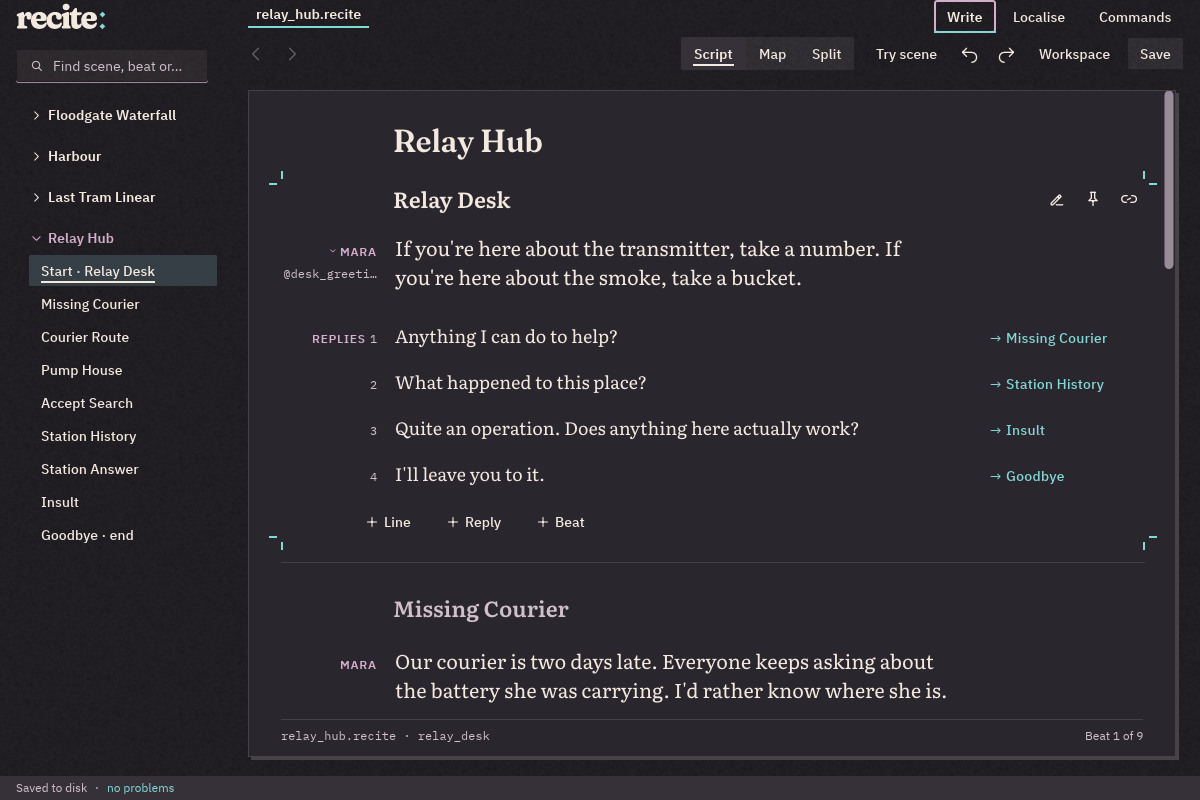 recite:
relay_hub.recite
Write Localise Commands
Find scene, beat or...
Script Map Split Try scene Workspace Save
Floodgate Waterfall
Harbour
Last Tram Linear
Relay Hub
Start · Relay Desk
Missing Courier
Courier Route
Pump House
Accept Search
Station History
Station Answer
Insult
Goodbye · end
Relay Hub
Relay Desk
MARA If you're here about the transmitter, take a number. If
@desk_greeti… you're here about the smoke, take a bucket.
REPLIES 1 Anything I can do to help? → Missing Courier
2 What happened to this place? → Station History
3 Quite an operation. Does anything here actually work? → Insult
4 I'll leave you to it. → Goodbye
+ Line + Reply + Beat
Missing Courier
MARA Our courier is two days late. Everyone keeps asking about
the battery she was carrying. I'd rather know where she is.
relay_hub.recite · relay_desk Beat 1 of 9
Saved to disk · no problems